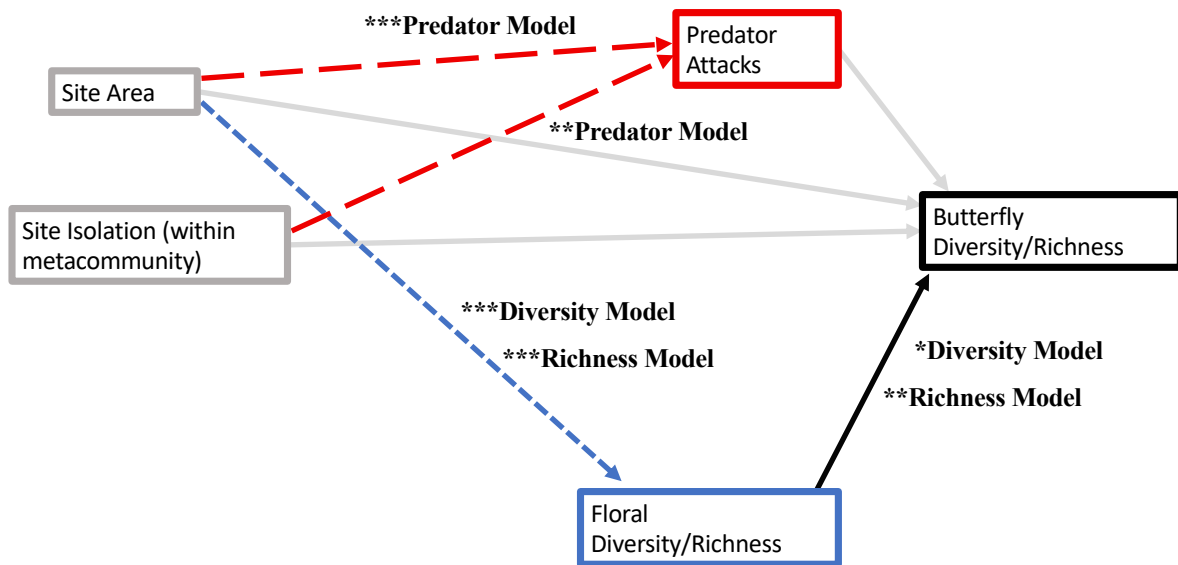 ***Predator Model
Predator
Attacks
Site Area
**Predator Model
Site Isolation (within
metacommunity)
Butterfly
Diversity/Richness
***Diversity Model
***Richness Model
*Diversity Model
**Richness Model
Floral
Diversity/Richness